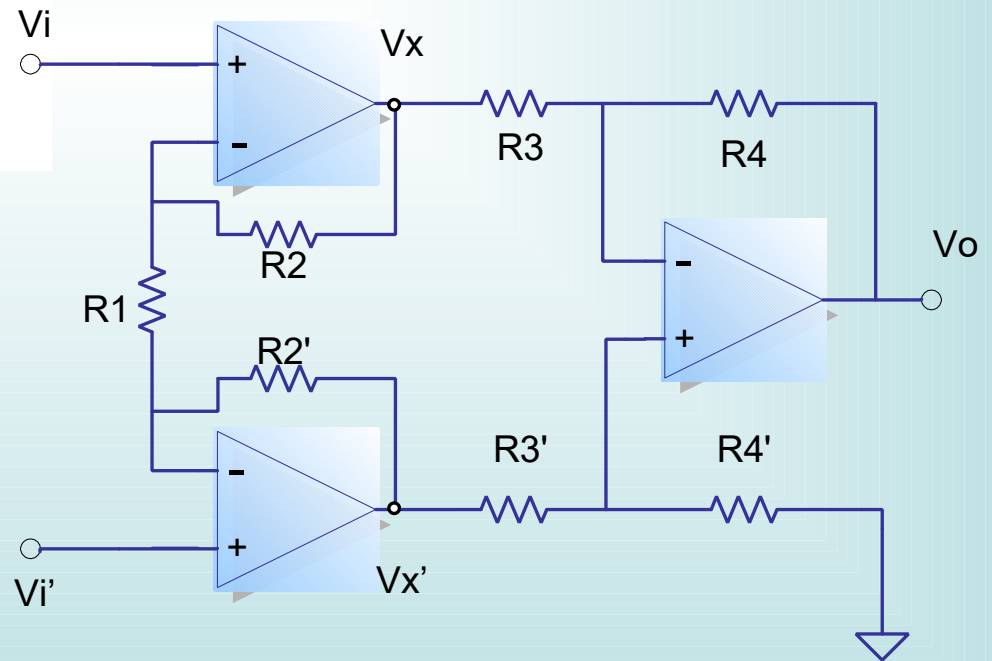 Vi
+
Vx
-
R3
R4
R2
Vo
-
R1
+
R2'
R3'
R4'
-
+
Vx’
Vi’